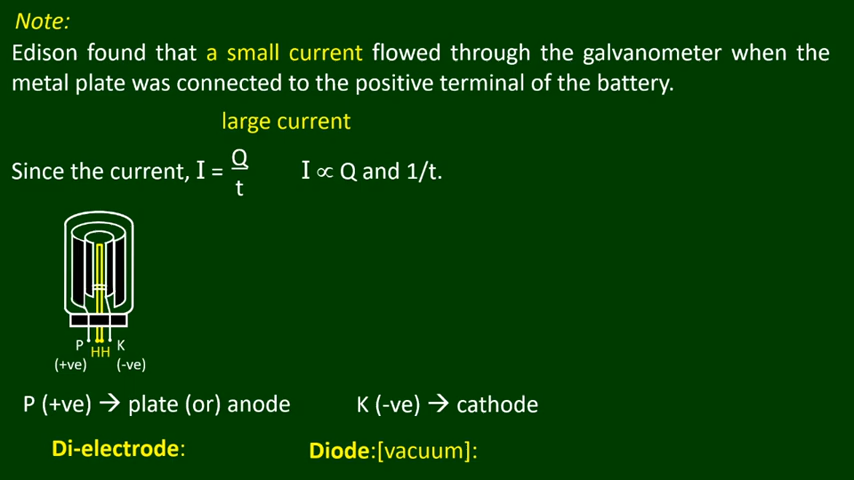 Note:
Edison found that a small current flowed through the galvanometer when the
metal plate was connected to the positive terminal of the battery.
large current
Since the current, I = Q/t I ∝ Q and 1/t.
P HH K
(+ve) (-ve)
P (+ve) → plate (or) anode K (-ve) → cathode
Di-electrode: Diode:[vacuum]: